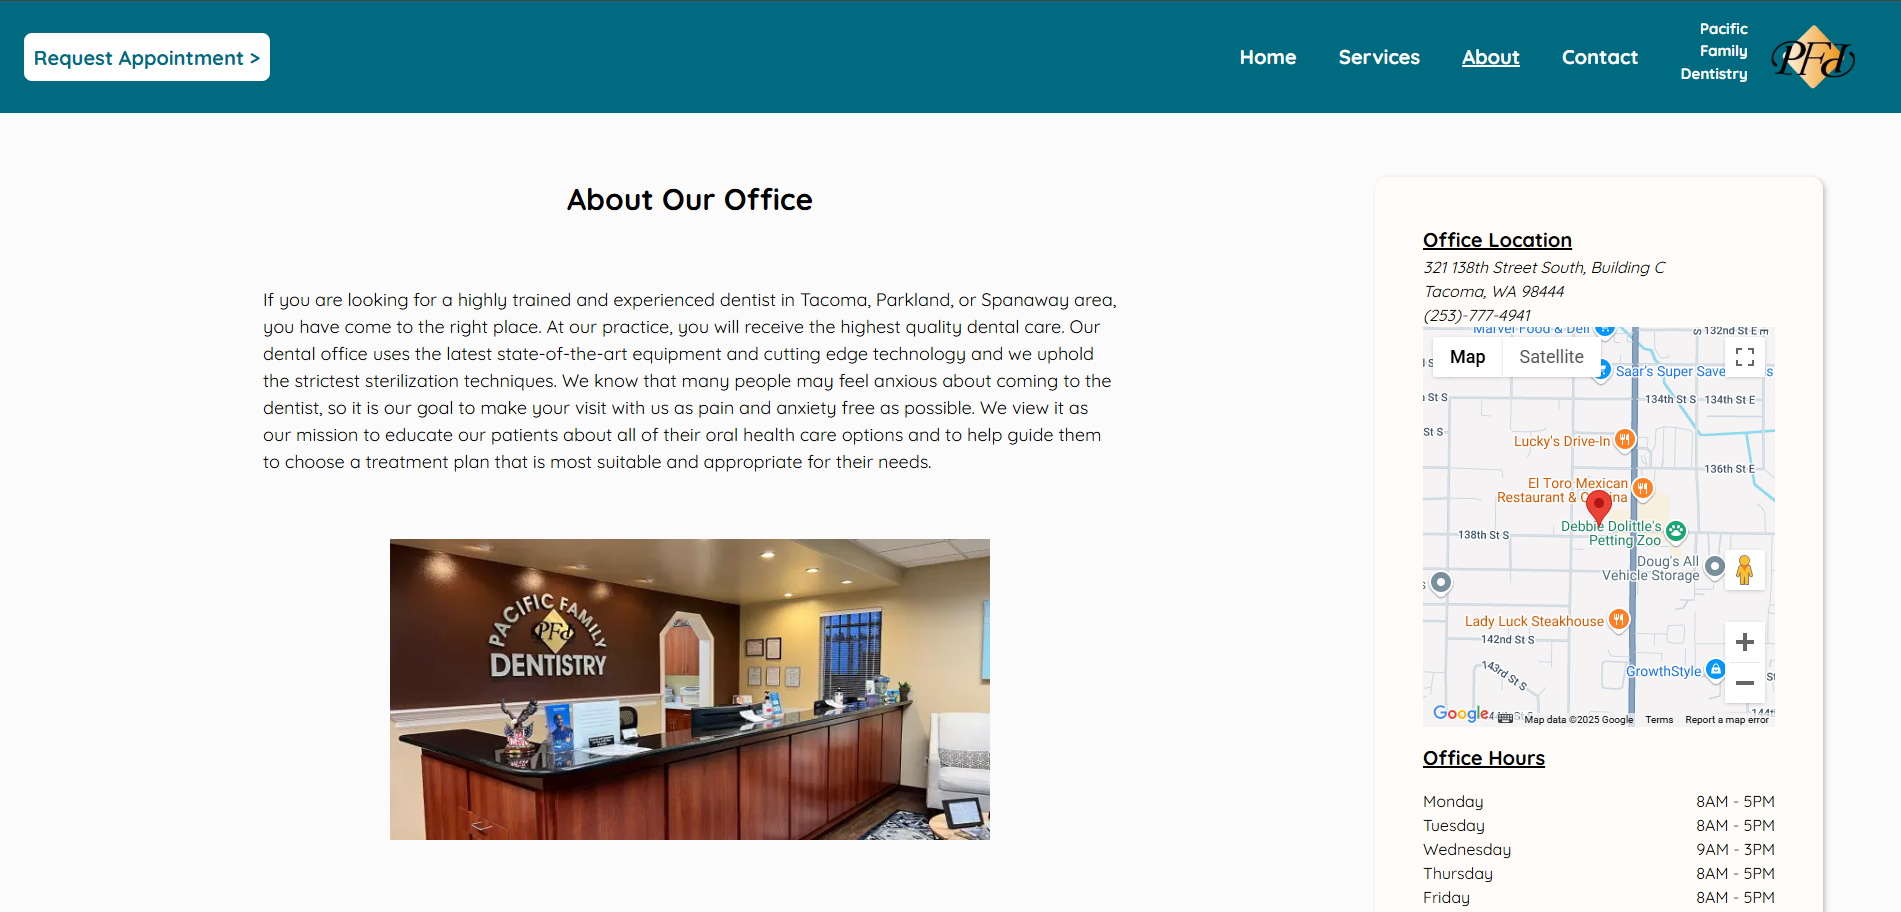 Request Appointment >
Home
Services
About
Contact
Pacific
Family
Dentistry
PFd
About Our Office
If you are looking for a highly trained and experienced dentist in Tacoma, Parkland, or Spanaway area,
you have come to the right place. At our practice, you will receive the highest quality dental care. Our
dental office uses the latest state-of-the-art equipment and cutting edge technology and we uphold
the strictest sterilization techniques. We know that many people may feel anxious about coming to the
dentist, so it is our goal to make your visit with us as pain and anxiety free as possible. We view it as
our mission to educate our patients about all of their oral health care options and to help guide them
to choose a treatment plan that is most suitable and appropriate for their needs.
PACIFIC FAMILY
PFd
DENTISTRY
Office Location
321 138th Street South, Building C
Tacoma, WA 98444
(253)-777-4941
Marvel Food & Deli
S 132nd St E
Map
Satellite
Saar's Super Save
134th St S
134th St E
St S
St S
Lucky's Drive-In
136th St E
El Toro Mexican
Restaurant &
Debbie Dolittle's
Petting Zoo
138th St S
Doug's All
Vehicle Storage
Lady Luck Steakhouse
142nd St S
143rd St S
GrowthStyle
Google
Map data ©2025 Google
Terms
Report a map error
Office Hours
Monday 8AM - 5PM
Tuesday 8AM - 5PM
Wednesday 9AM - 3PM
Thursday 8AM - 5PM
Friday 8AM - 5PM